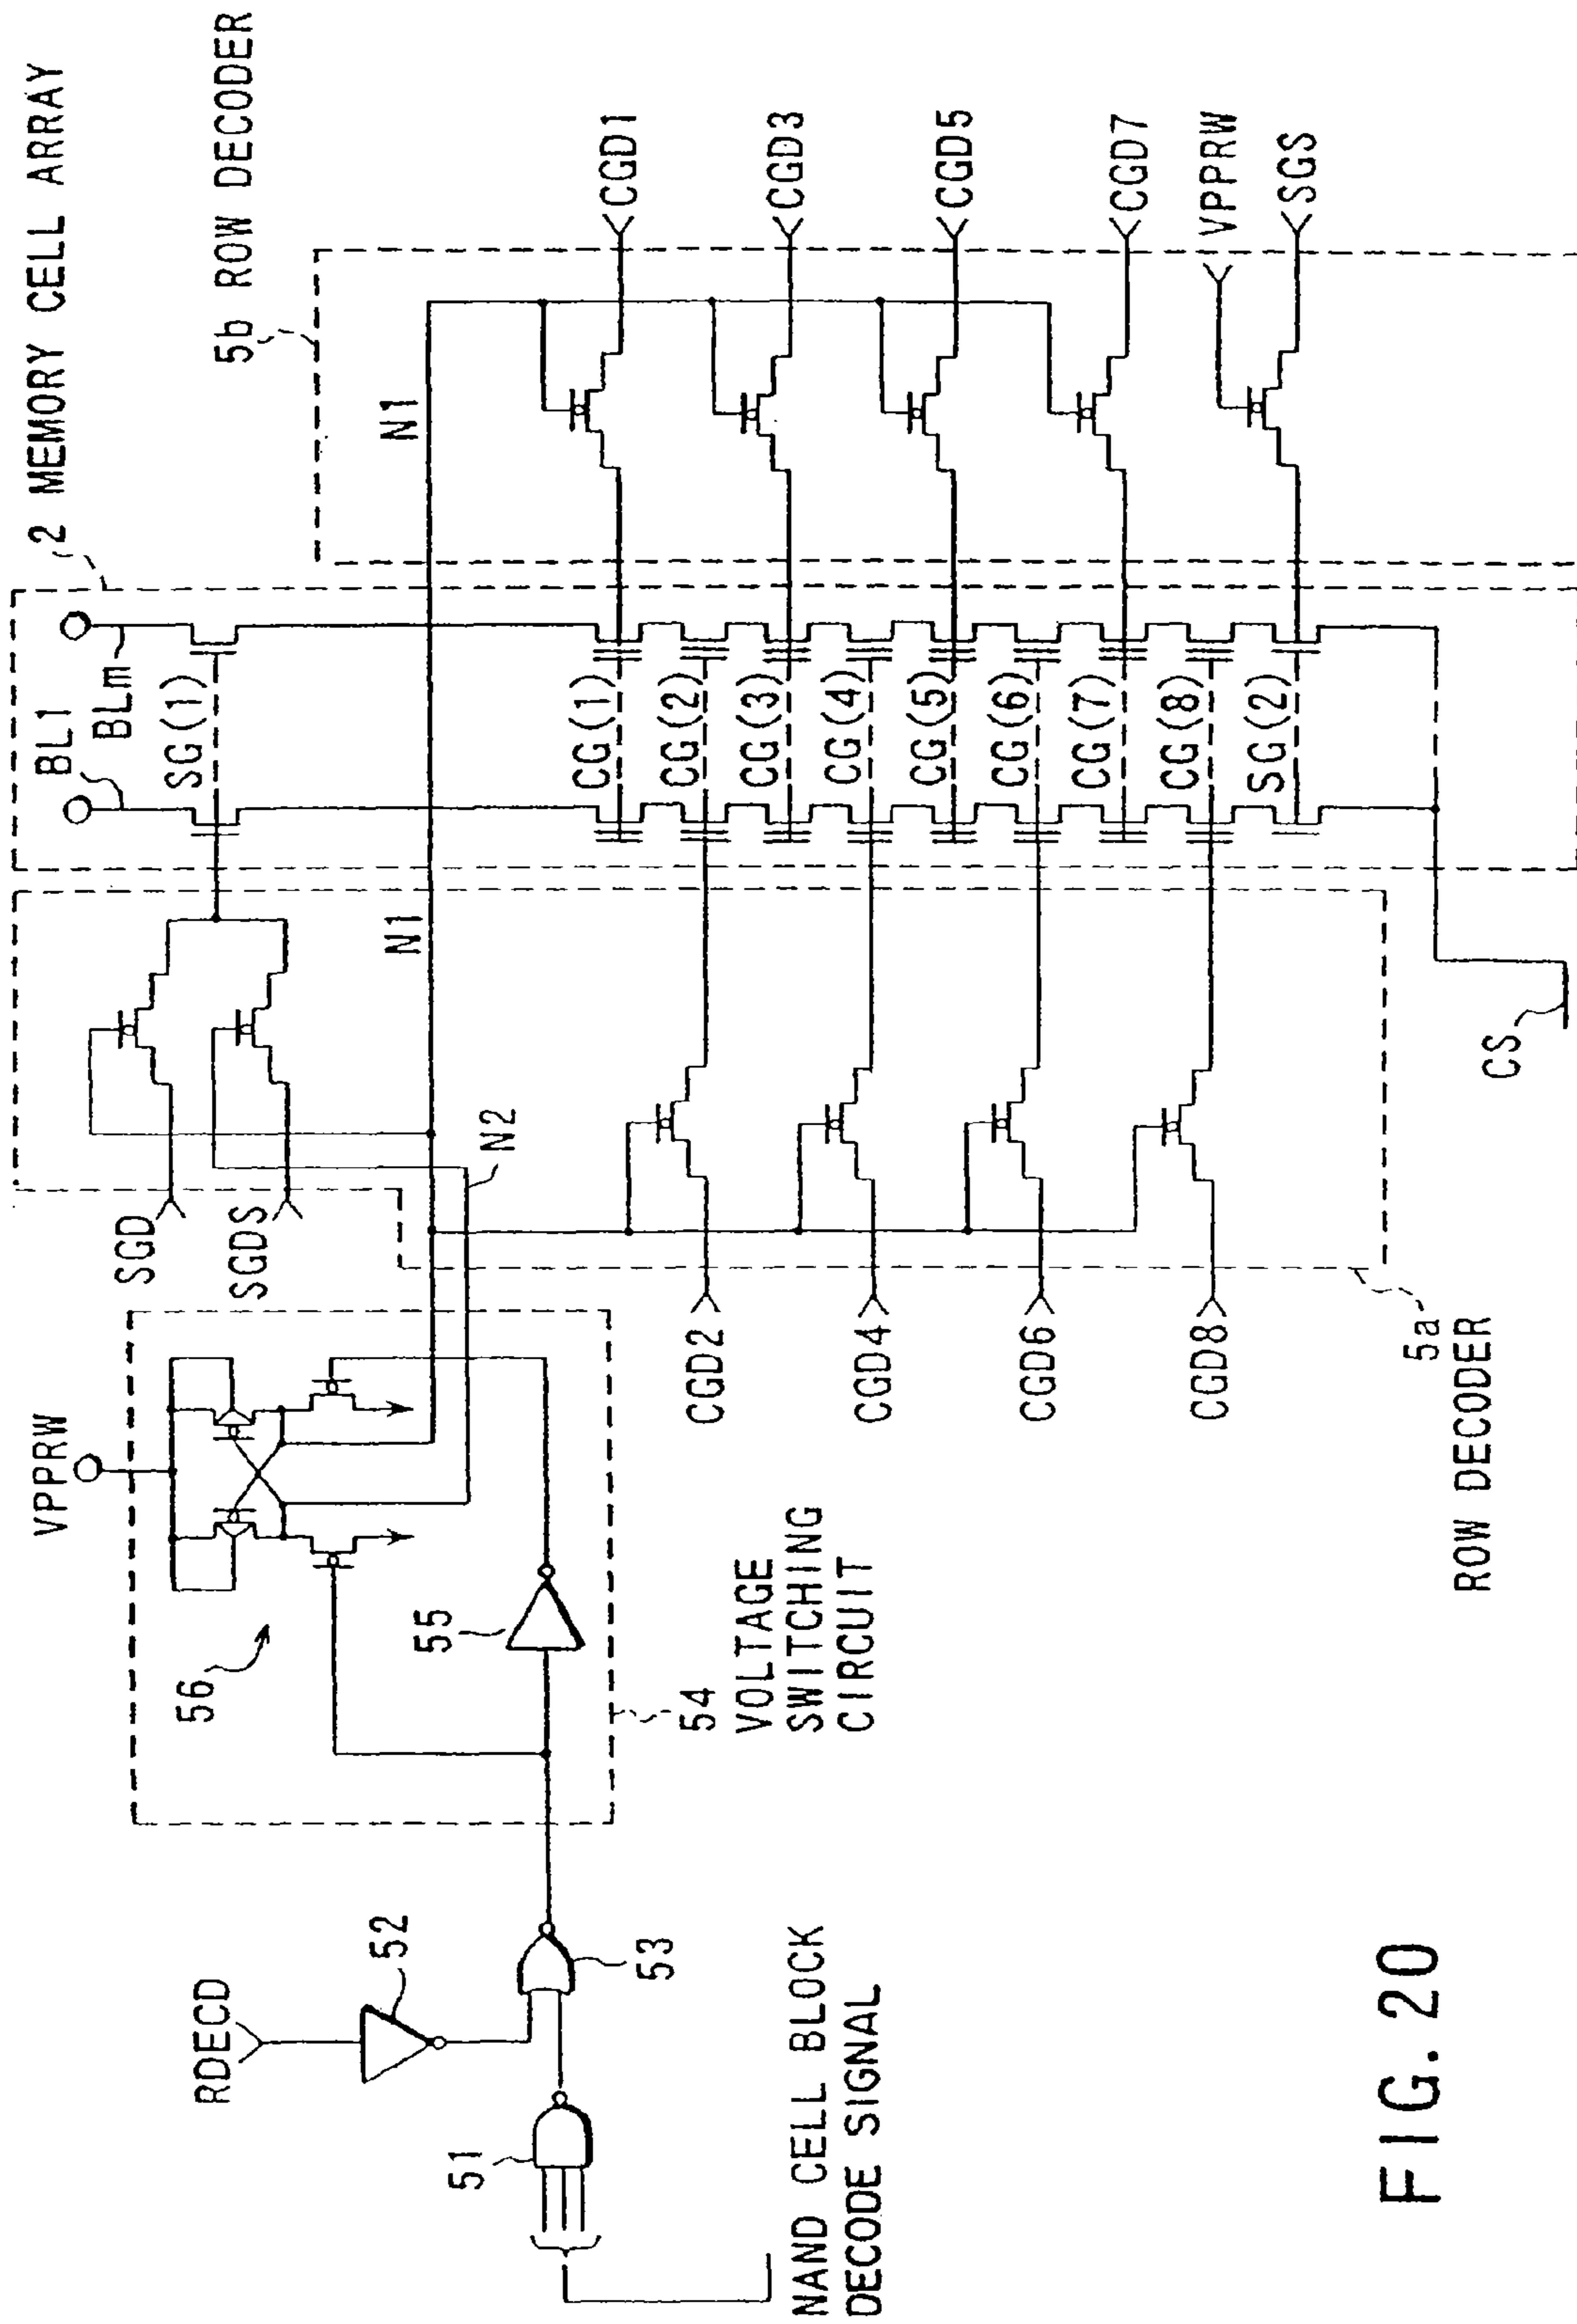 2 MEMORY CELL ARRAY
5b ROW DECODER
BL1
BLm
SG(1)
N1
N1
N2
SGD
SGDS
VPPRW
56
55
54
VOLTAGE
SWITCHING
CIRCUIT
RDECD
52
53
51
NAND CELL BLOCK
DECODE SIGNAL
CG(1)
CG(2)
CG(3)
CG(4)
CG(5)
CG(6)
CG(7)
CG(8)
SG(2)
CGD1
CGD3
CGD5
CGD7
VPPRW
SGS
CGD2
CGD4
CGD6
CGD8
5a
ROW DECODER
CS
FIG. 20